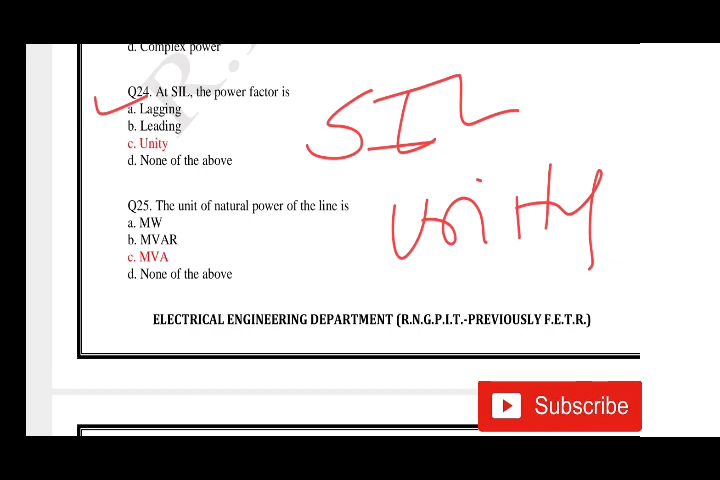 d. Complex power
Q24. At SIL, the power factor is
a. Lagging
b. Leading
c. Unity
d. None of the above
SIL
Unity
Q25. The unit of natural power of the line is
a. MW
b. MVAR
c. MVA
d. None of the above
ELECTRICAL ENGINEERING DEPARTMENT (R.N.G.P.I.T.-PREVIOUSLY F.E.T.R.)
Subscribe